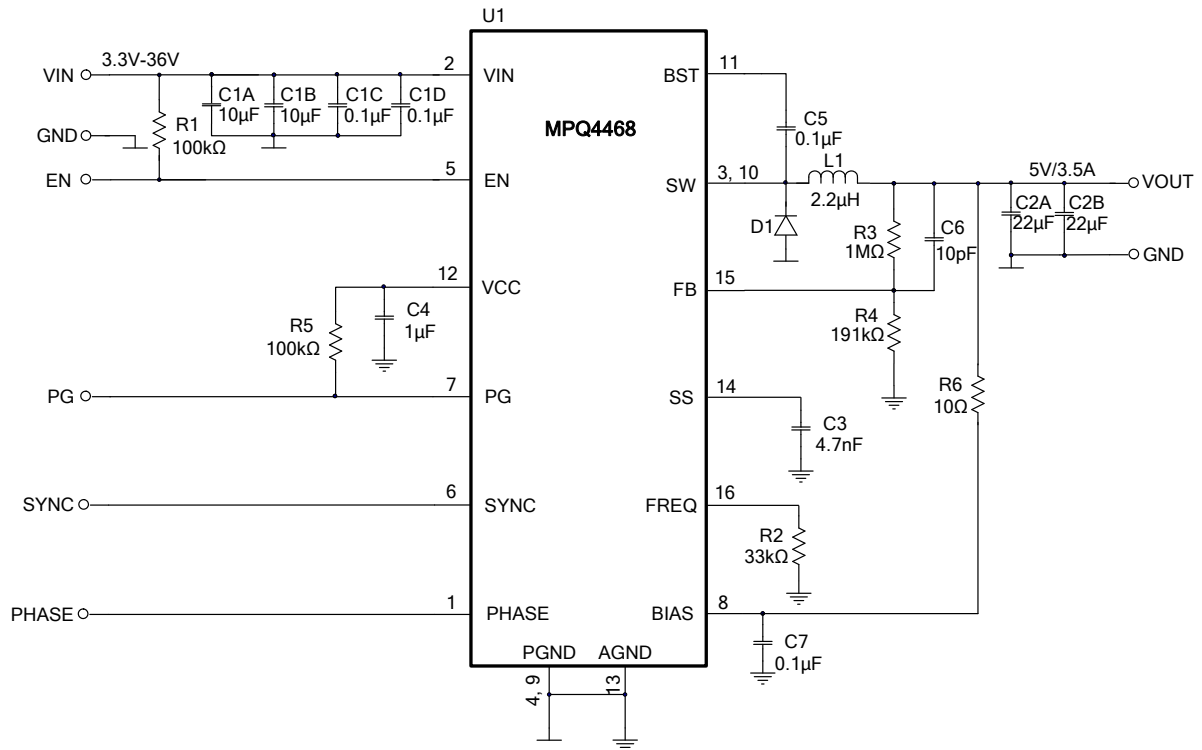 U1
MPQ4468
VIN
3.3V-36V
2
VIN
C1A
10µF
C1B
10µF
C1C
0.1µF
C1D
0.1µF
GND
R1
100kΩ
EN
5
EN
12
VCC
C4
1µF
R5
100kΩ
PG
7
PG
SYNC
6
SYNC
PHASE
1
PHASE
PGND
4, 9
AGND
13
BST
11
C5
0.1µF
SW
3, 10
L1
2.2µH
D1
5V/3.5A
VOUT
R3
1MΩ
C6
10pF
C2A
22µF
C2B
22µF
GND
FB
15
R4
191kΩ
SS
14
C3
4.7nF
R6
10Ω
FREQ
16
R2
33kΩ
BIAS
8
C7
0.1µF